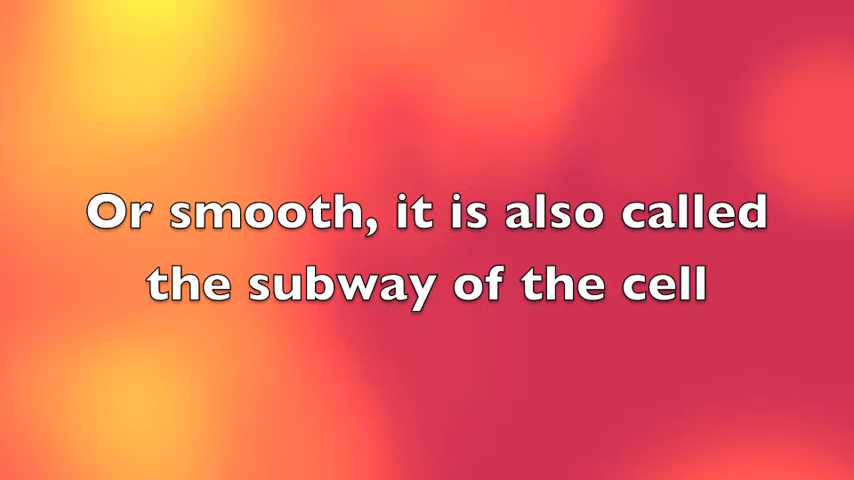 Or smooth, it is also called
the subway of the cell